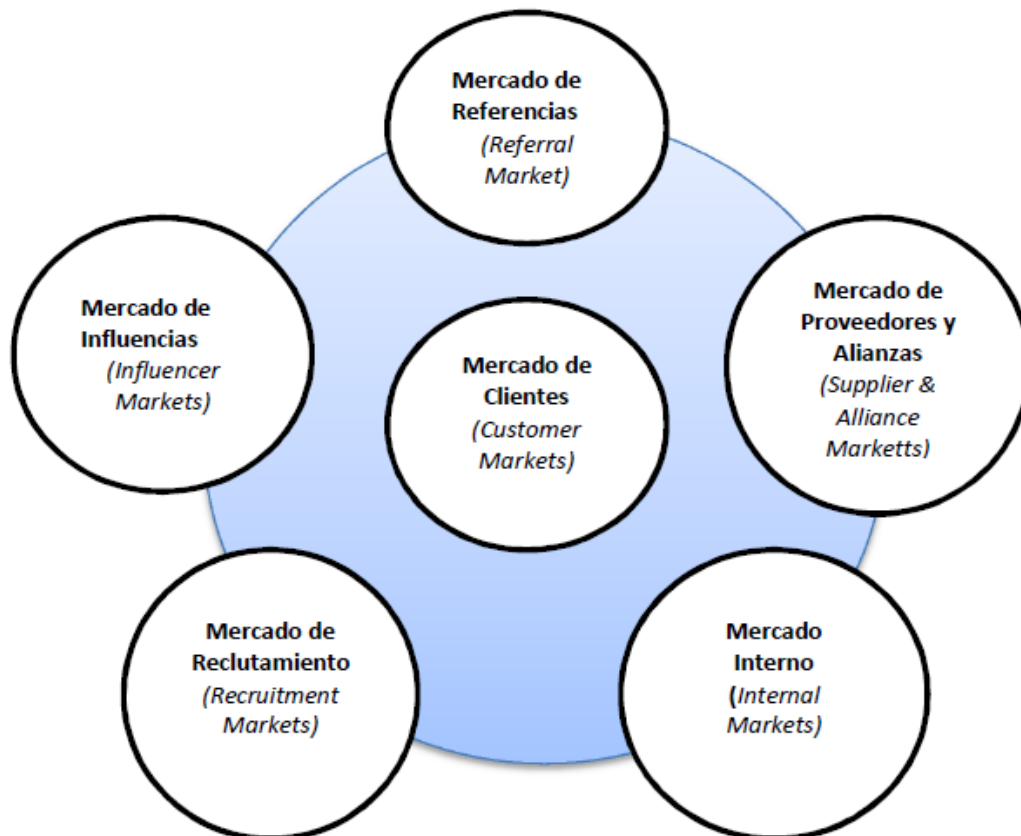 Mercado de
Referencias
(Referral
Market)
Mercado de
Influencias
(Influencer
Markets)
Mercado de
Proveedores y
Alianzas
(Supplier &
Alliance
Marketts)
Mercado de
Clientes
(Customer
Markets)
Mercado de
Reclutamiento
(Recruitment
Markets)
Mercado
Interno
(Internal
Markets)